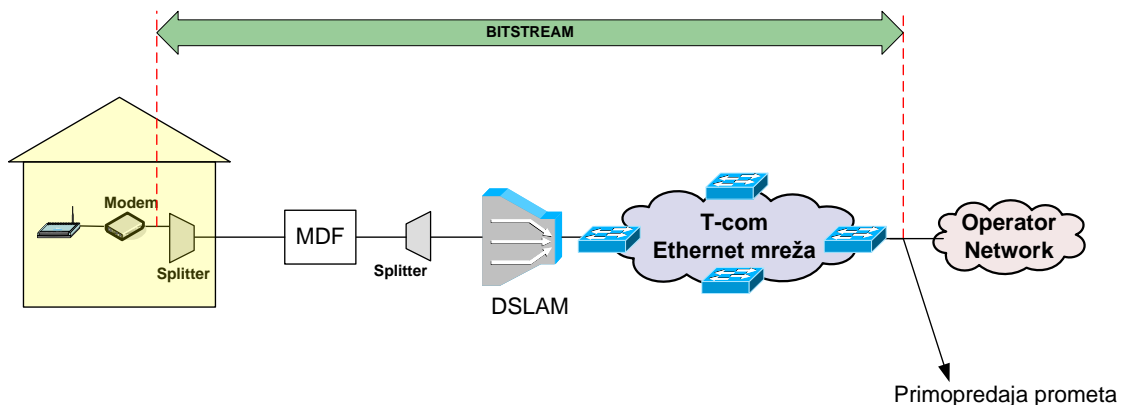 BITSTREAM
Modem
Splitter
MDF
Splitter
DSLAM
T-com
Ethernet mreža
Operator
Network
Primopredaja prometa